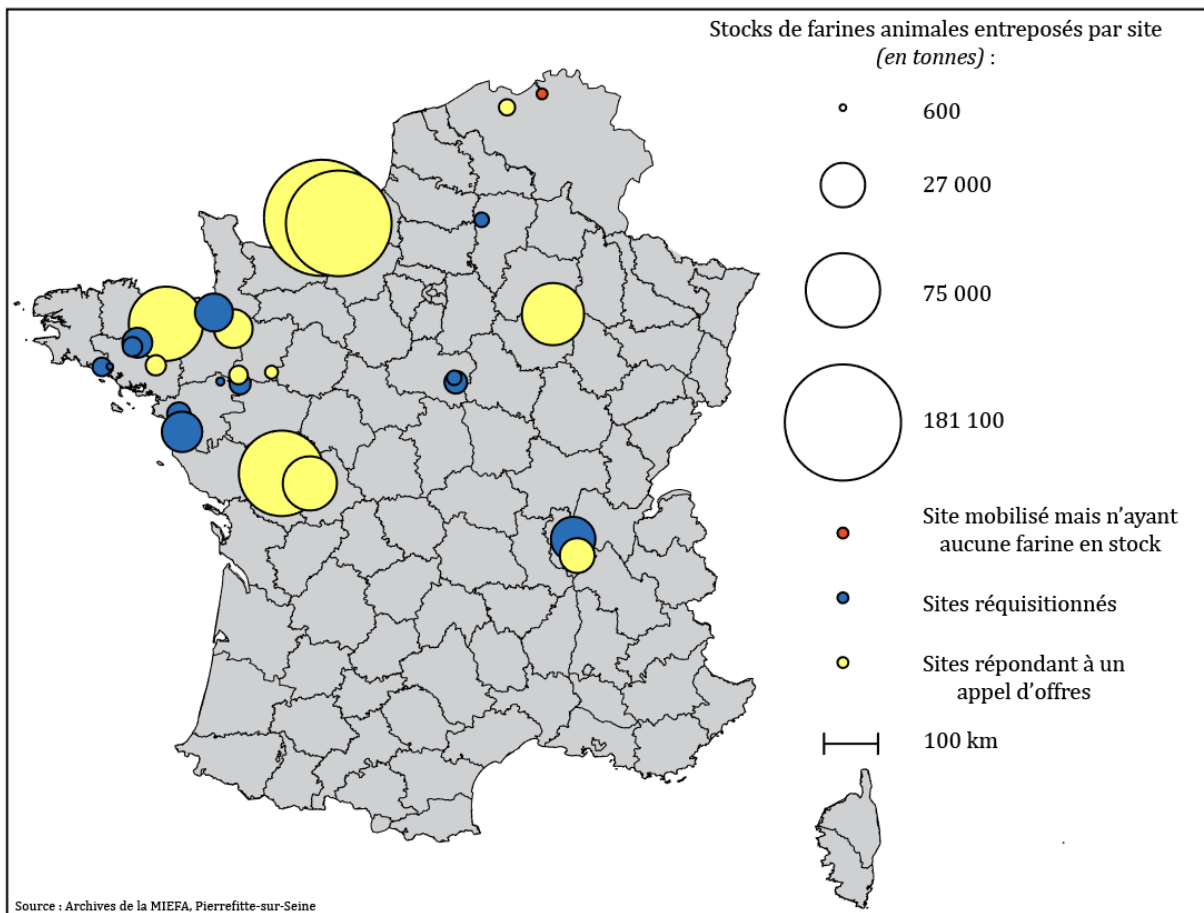 Stocks de farines animales entreposés par site
(en tonnes) :
600
27 000
75 000
181 100
Site mobilisé mais n’ayant
aucune farine en stock
Sites réquisitionnés
Sites répondant à un
appel d’offres
100 km
Source : Archives de la MIEFA, Pierrefitte-sur-Seine